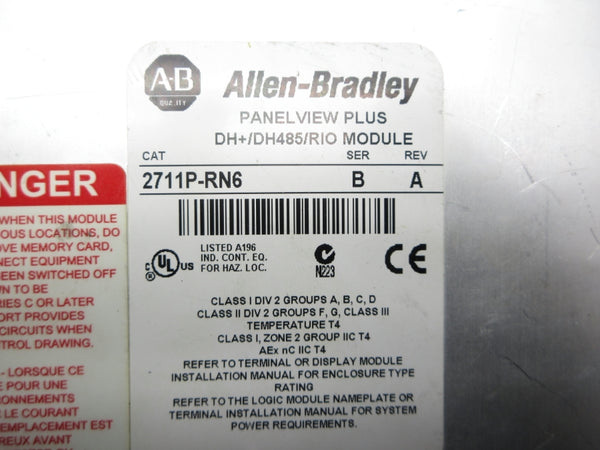 A-B
QUALITY
Allen-Bradley
PANELVIEW PLUS
DH+/DH485/RIO MODULE
CAT SER REV
2711P-RN6 B A
C UL US
LISTED A196
IND. CONT. EQ.
FOR HAZ. LOC.
N223
CE
CLASS I DIV 2 GROUPS A, B, C, D
CLASS II DIV 2 GROUPS F, G, CLASS III
TEMPERATURE T4
CLASS I, ZONE 2 GROUP IIC T4
AEx nC IIC T4
REFER TO TERMINAL OR DISPLAY MODULE
INSTALLATION MANUAL FOR ENCLOSURE TYPE
RATING
REFER TO THE LOGIC MODULE NAMEPLATE OR
TERMINAL INSTALLATION MANUAL FOR SYSTEM
POWER REQUIREMENTS.
NGER
WHEN THIS MODULE
OUS LOCATIONS, DO
OVE MEMORY CARD,
NECT EQUIPMENT
BEEN SWITCHED OFF
WN TO BE
RIES C OR LATER
ORT PROVIDES
CIRCUITS WHEN
TROL DRAWING.
- LORSQUE CE
E POUR UNE
ONNEMENTS
R LE COURANT
EMPLACEMENT EST
REUX AVANT